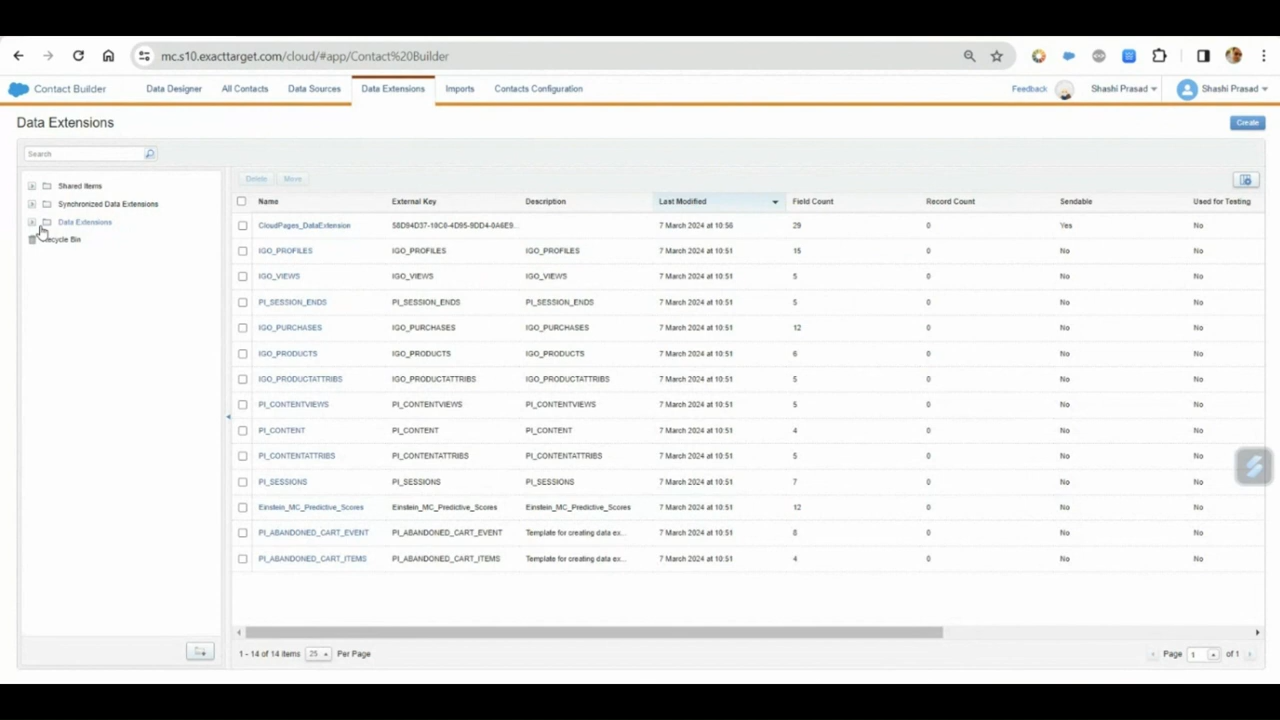 mc.s10.exacttarget.com/cloud/#app/Contact%20Builder
Contact Builder Data Designer All Contacts Data Sources Data Extensions Imports Contacts Configuration Feedback Shashi Prasad Shashi Prasad
Data Extensions Create
Search
Delete Move
Shared Items
Synchronized Data Extensions
Data Extensions
Recycle Bin
Name External Key Description Last Modified Field Count Record Count Sendable Used for Testing
CloudPages_DataExtension 7 March 2024 at 10:56 29 Yes No
IGO_PROFILES IGO_PROFILES IGO_PROFILES 7 March 2024 at 10:51 15 0 No No
IGO_VIEWS IGO_VIEWS IGO_VIEWS 7 March 2024 at 10:51 5 0 No No
PI_SESSION_ENDS PI_SESSION_ENDS PI_SESSION_ENDS 7 March 2024 at 10:51 5 0 No No
IGO_PURCHASES IGO_PURCHASES IGO_PURCHASES 7 March 2024 at 10:51 12 0 No No
IGO_PRODUCTS IGO_PRODUCTS IGO_PRODUCTS 7 March 2024 at 10:51 6 0 No No
IGO_PRODUCTATTRIBS IGO_PRODUCTATTRIBS IGO_PRODUCTATTRIBS 7 March 2024 at 10:51 5 0 No No
PI_CONTENTVIEWS PI_CONTENTVIEWS PI_CONTENTVIEWS 7 March 2024 at 10:51 5 0 No No
PI_CONTENT PI_CONTENT PI_CONTENT 7 March 2024 at 10:51 4 0 No No
PI_CONTENTATTRIBS PI_CONTENTATTRIBS PI_CONTENTATTRIBS 7 March 2024 at 10:51 5 0 No No
PI_SESSIONS PI_SESSIONS PI_SESSIONS 7 March 2024 at 10:51 7 0 No No
Einstein_MC_Predictive_Scores Einstein_MC_Predictive_Scores Einstein_MC_Predictive_Scores 7 March 2024 at 10:51 12 0 No No
PI_ABANDONED_CART_EVENT PI_ABANDONED_CART_EVENT Template for creating data ex... 7 March 2024 at 10:51 8 0 No No
PI_ABANDONED_CART_ITEMS PI_ABANDONED_CART_ITEMS Template for creating data ex... 7 March 2024 at 10:51 4 0 No No
1 - 14 of 14 Items 25 Per Page Page 1 of 1